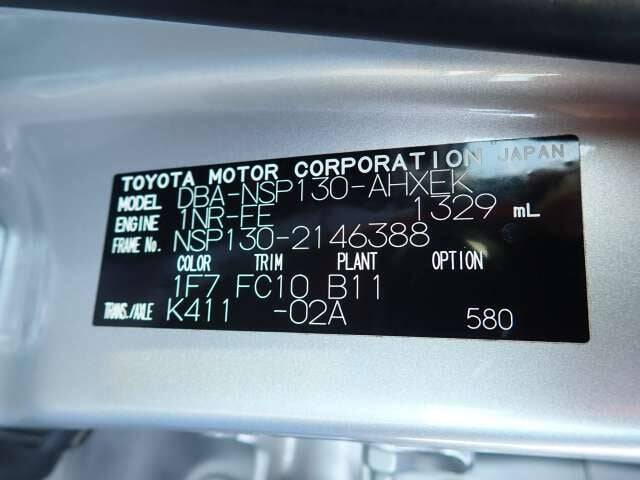 TOYOTA MOTOR CORPORATION JAPAN
MODEL DBA-NSP130-AHXEK
ENGINE 1NR-FE 1329 mL
FRAME No. NSP130-2146388
COLOR TRIM PLANT OPTION
1F7 FC10 B11
TRANS./AXLE K411 -02A 580